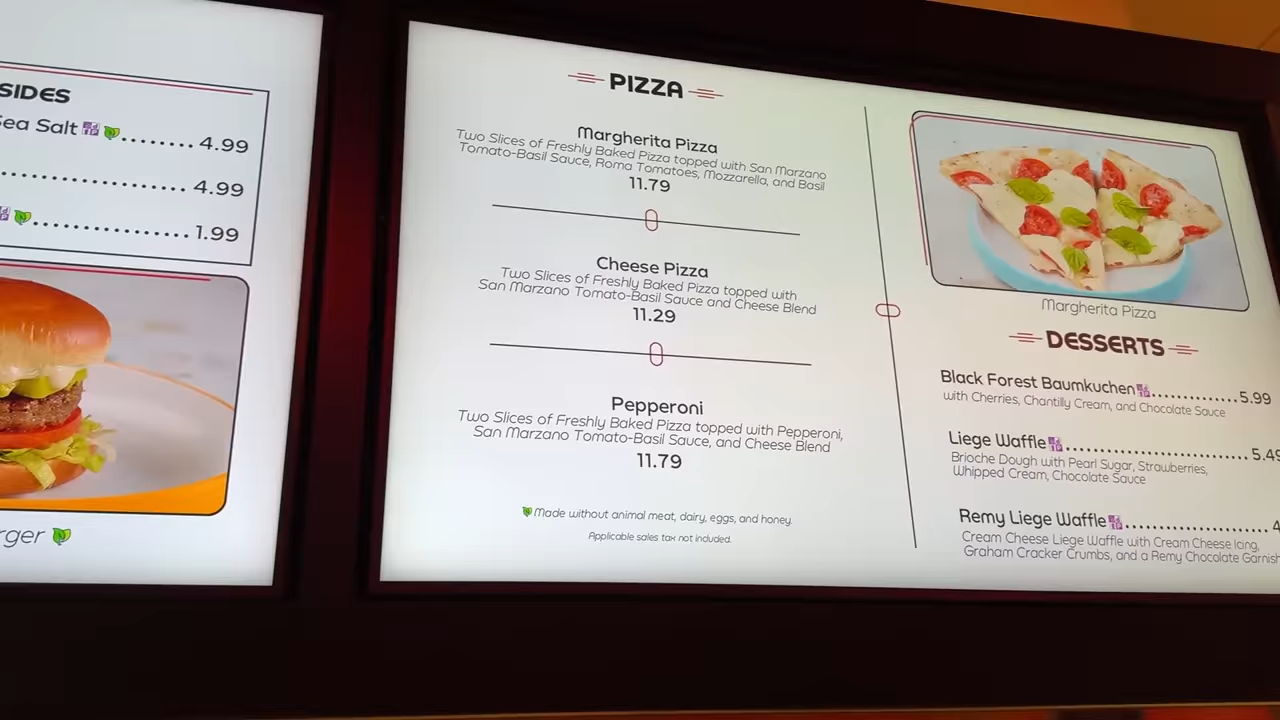 SIDES
Sea Salt ........ 4.99
................. 4.99
................. 1.99
rger
PIZZA
Margherita Pizza
Two Slices of Freshly Baked Pizza topped with San Marzano
Tomato-Basil Sauce, Roma Tomatoes, Mozzarella, and Basil
11.79
Cheese Pizza
Two Slices of Freshly Baked Pizza topped with
San Marzano Tomato-Basil Sauce and Cheese Blend
11.29
Pepperoni
Two Slices of Freshly Baked Pizza topped with Pepperoni,
San Marzano Tomato-Basil Sauce, and Cheese Blend
11.79
Made without animal meat, dairy, eggs, and honey.
Applicable sales tax not included.
Margherita Pizza
DESSERTS
Black Forest Baumkuchen ............. 5.99
with Cherries, Chantilly Cream, and Chocolate Sauce
Liege Waffle ............................ 5.49
Brioche Dough with Pearl Sugar, Strawberries,
Whipped Cream, Chocolate Sauce
Remy Liege Waffle ...................... 4
Cream Cheese Liege Waffle with Cream Cheese Icing,
Graham Cracker Crumbs, and a Remy Chocolate Garnish